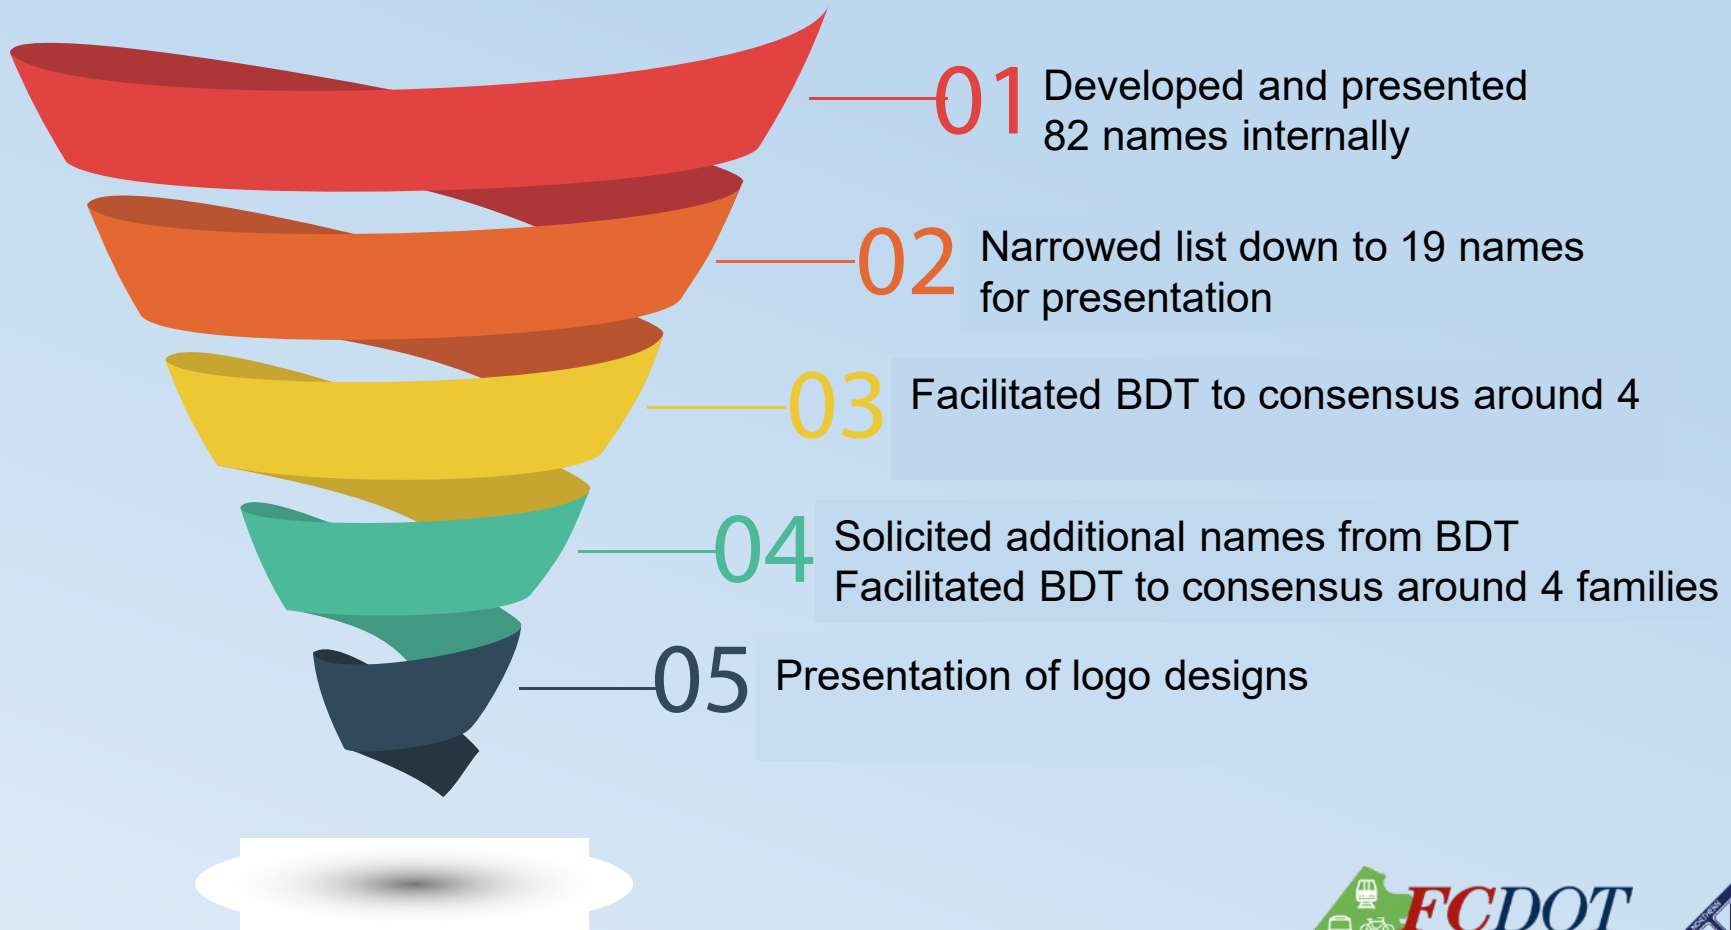 01
Developed and presented
82 names internally
02
Narrowed list down to 19 names
for presentation
03
Facilitated BDT to consensus around 4
04
Solicited additional names from BDT
Facilitated BDT to consensus around 4 families
05
Presentation of logo designs
FCDOT
NORTHERN